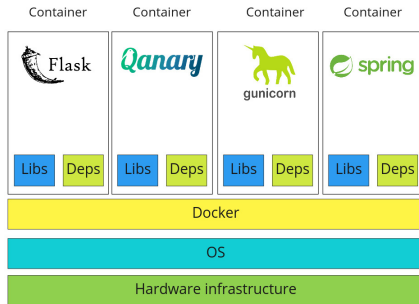 Container Container Container Container
Flask Qanary gunicorn spring
Libs Deps Libs Deps Libs Deps Libs Deps
Docker
OS
Hardware infrastructure